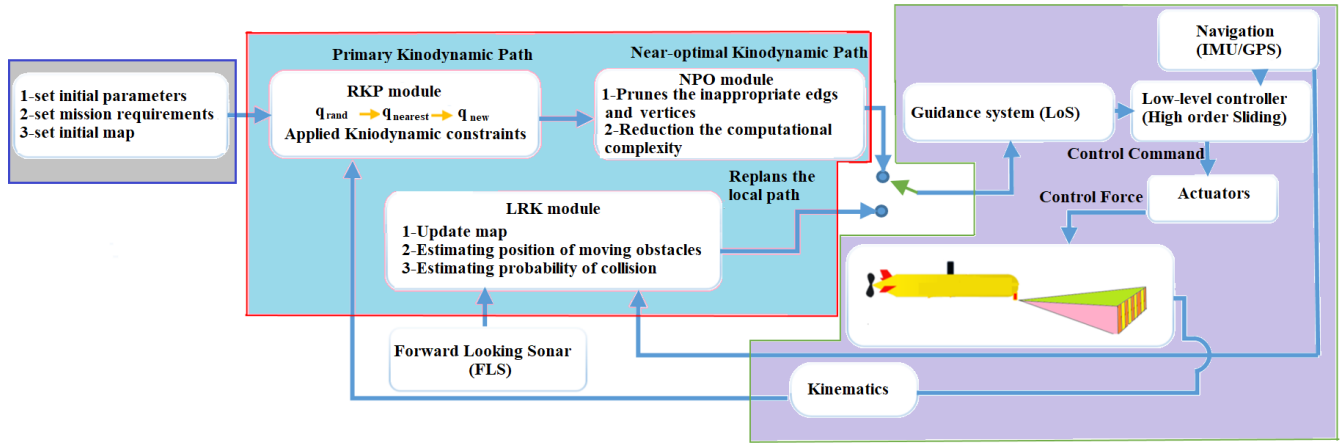 1-set initial parameters
2-set mission requirements
3-set initial map
Primary Kinodynamic Path
RKP module
q rand q nearest q new
Applied Kniodynamic constraints
Near-optimal Kinodynamic Path
NPO module
1-Prunes the inappropriate edgs
and vertices
2-Reduction the computational
complexity
Replans the
local path
LRK module
1-Update map
2-Estimating position of moving obstacles
3-Estimating probability of collision
Forward Looking Sonar
(FLS)
Navigation
(IMU/GPS)
Guidance system (LoS)
Low-level controller
(High order Sliding)
Control Command
Actuators
Control Force
Kinematics